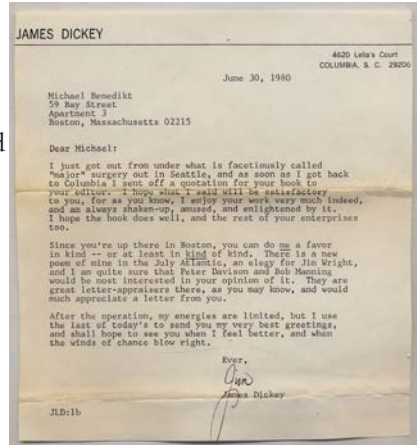 JAMES DICKEY
4620 Lelia's Court
COLUMBIA, S. C. 29206
June 30, 1980
Michael Benedikt
59 Bay Street
Apartment 3
Boston, Massachusetts 02215
Dear Michael:
I just got out from under what is facetiously called
"major" surgery out in Seattle, and as soon as I got back
to Columbia I sent off a quotation for your book to
your editor. I hope what I said will be satisfactory
to you, for as you know, I enjoy your work very much indeed,
and am always shaken-up, amused, and enlightened by it.
I hope the book does well, and the rest of your enterprises
too.
Since you're up there in Boston, you can do me a favor
in kind -- or at least in kind of kind. There is a new
poem of mine in the July Atlantic, an elegy for Jim Wright,
and I am quite sure that Peter Davison and Bob Manning
would be most interested in your opinion of it. They are
great letter-appraisers there, as you may know, and would
much appreciate a letter from you.
After the operation, my energies are limited, but I use
the last of today's to send you my very best greetings,
and shall hope to see you when I feel better, and when
the winds of chance blow right.
Ever,
Jim
James Dickey
JLD:lb
d